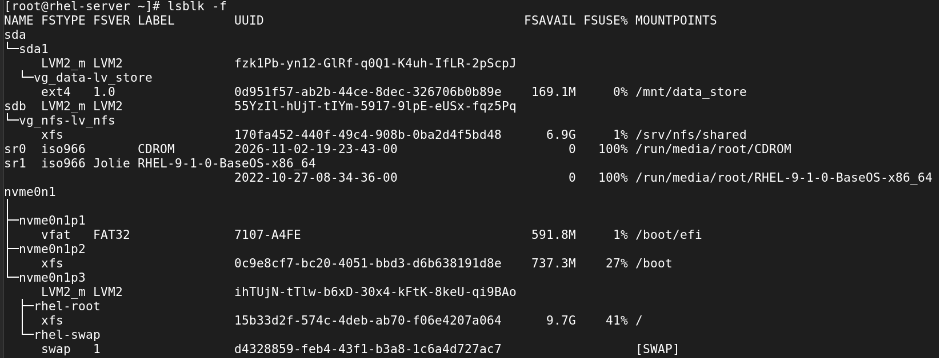 [root@rhel-server ~]# lsblk -f
NAME FSTYPE FSVER LABEL UUID FSAVAIL FSUSE% MOUNTPOINTS
sda
└─sda1
LVM2_m LVM2 fzk1Pb-yn12-GlRf-q0Q1-K4uh-IfLR-2pScpJ
└─vg_data-lv_store
ext4 1.0 0d951f57-ab2b-44ce-8dec-326706b0b89e 169.1M 0% /mnt/data_store
sdb LVM2_m LVM2 55YzIl-hUjT-tIYm-5917-9lpE-eUSx-fqz5Pq
└─vg_nfs-lv_nfs
xfs 170fa452-440f-49c4-908b-0ba2d4f5bd48 6.9G 1% /srv/nfs/shared
sr0 iso966 CDROM 2026-11-02-19-23-43-00 0 100% /run/media/root/CDROM
sr1 iso966 Jolie RHEL-9-1-0-BaseOS-x86_64
2022-10-27-08-34-36-00 0 100% /run/media/root/RHEL-9-1-0-BaseOS-x86_64
nvme0n1
│
├─nvme0n1p1
│ vfat FAT32 7107-A4FE 591.8M 1% /boot/efi
├─nvme0n1p2
│ xfs 0c9e8cf7-bc20-4051-bbd3-d6b638191d8e 737.3M 27% /boot
└─nvme0n1p3
LVM2_m LVM2 ihTUjN-tTlw-b6xD-30x4-kFtK-8keU-qi9BAo
├─rhel-root
│ xfs 15b33d2f-574c-4deb-ab70-f06e4207a064 9.7G 41% /
└─rhel-swap
swap 1 d4328859-feb4-43f1-b3a8-1c6a4d727ac7 [SWAP]